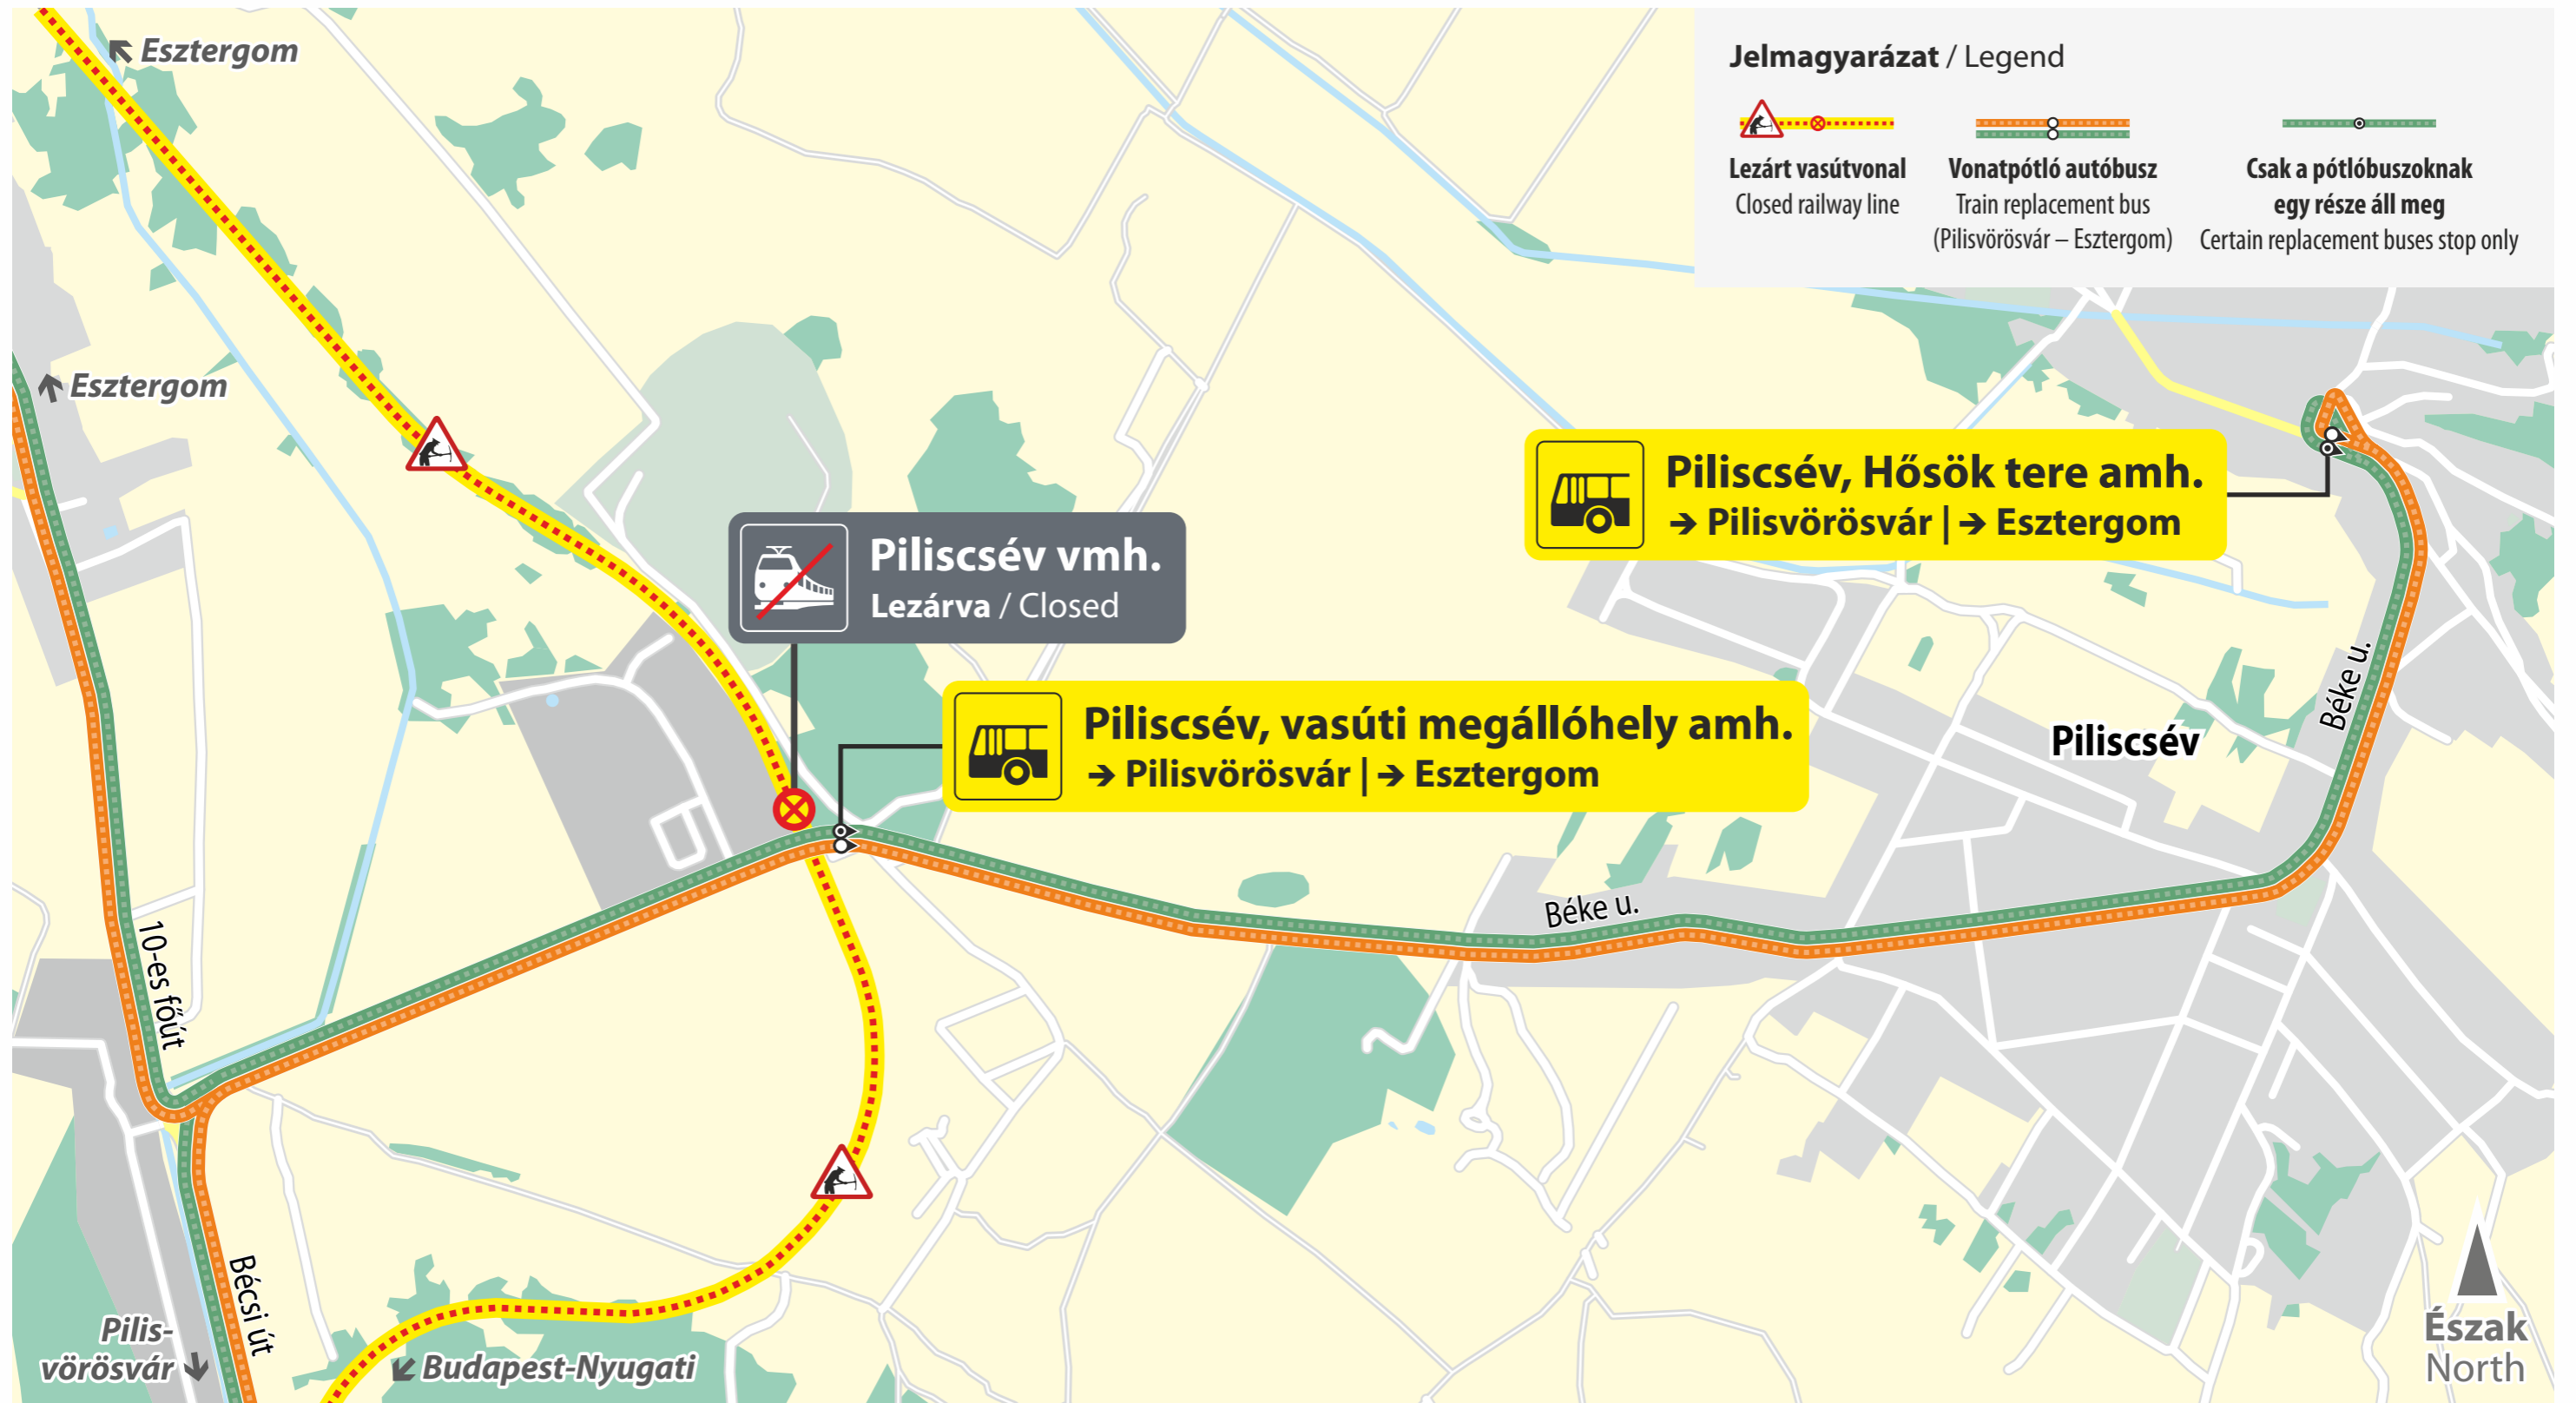 Esztergom
Jelmagyarázat / Legend
Lezárt vasútvonal
Closed railway line
Vonatpótló autóbusz
Train replacement bus
(Pilisvörösvár – Esztergom)
Csak a pótlóbuszoknak
egy része áll meg
Certain replacement buses stop only
Esztergom
Piliscsév, Hősök tere amh.
→ Pilisvörösvár | → Esztergom
Piliscsév vmh.
Lezárva / Closed
Piliscsév, vasúti megállóhely amh.
→ Pilisvörösvár | → Esztergom
Béke u.
Piliscsév
Béke u.
10-es főút
Bécsi út
Pilis-
vörösvár
Budapest-Nyugati
Észak
North